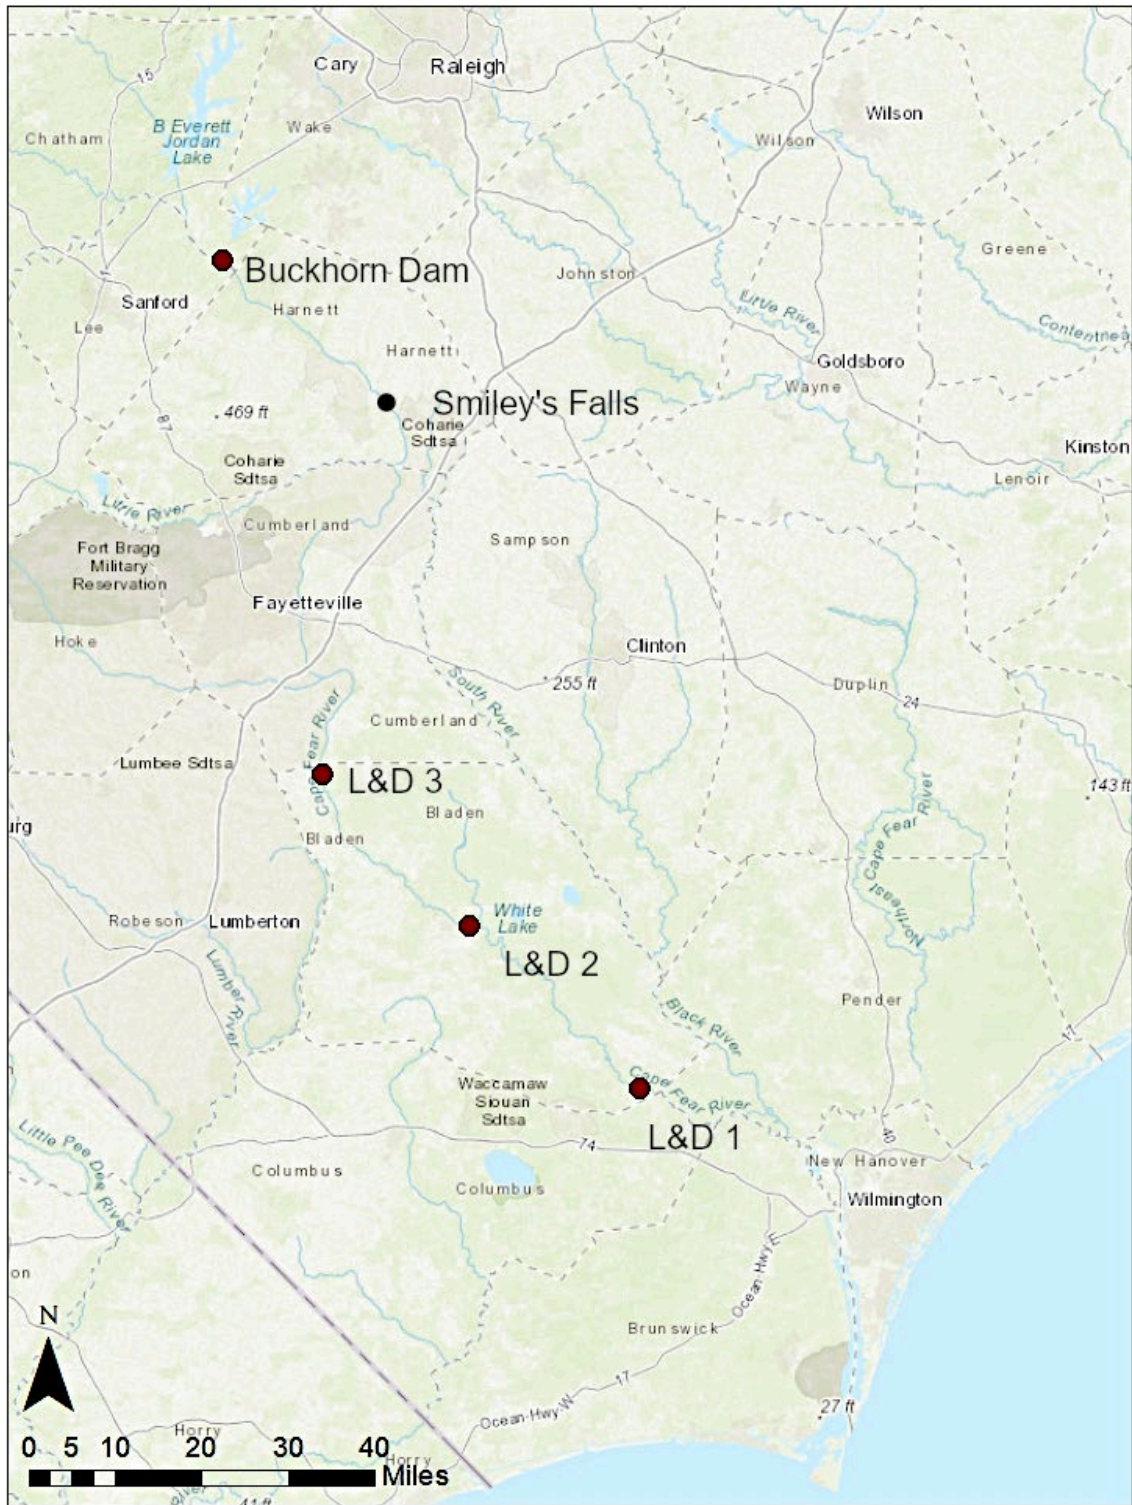 Cary
Raleigh
15
B Everett
Jordan
Lake
Wake
Chatham
Wilson
Wilson
Greene
Buckhorn Dam
Johnston
Sanford
Harnett
Little River
Contentnea
Lee
Harnett
Goldsboro
Wayne
469 ft
87
Smiley's Falls
Coharie
Sdtsa
Kinston
Coharie
Sdtsa
Lenoir
Little River
Cumberland
Sampson
Fort Bragg
Military
Reservation
Fayetteville
Hoke
Clinton
255 ft
Duplin
24
South River
Cape Fear River
Cumberland
Lumbee Sdtsa
L&D 3
143 ft
Bladen
urg
Bladen
Northeast Cape Fear River
White
Lake
Robeson
Lumberton
L&D 2
Lumber River
Pender
Black River
17
Waccamaw
Siouan
Sdtsa
Cape Fear River
L&D 1
74
40
Little Pee Dee River
Columbus
Columbus
New Hanover
Wilmington
on
Ocean-Hwy-E
N
Brunswick
17
Ocean-Hwy-W
27 ft
Horry
Horry
0 5 10 20 30 40
Miles
41 ft
River